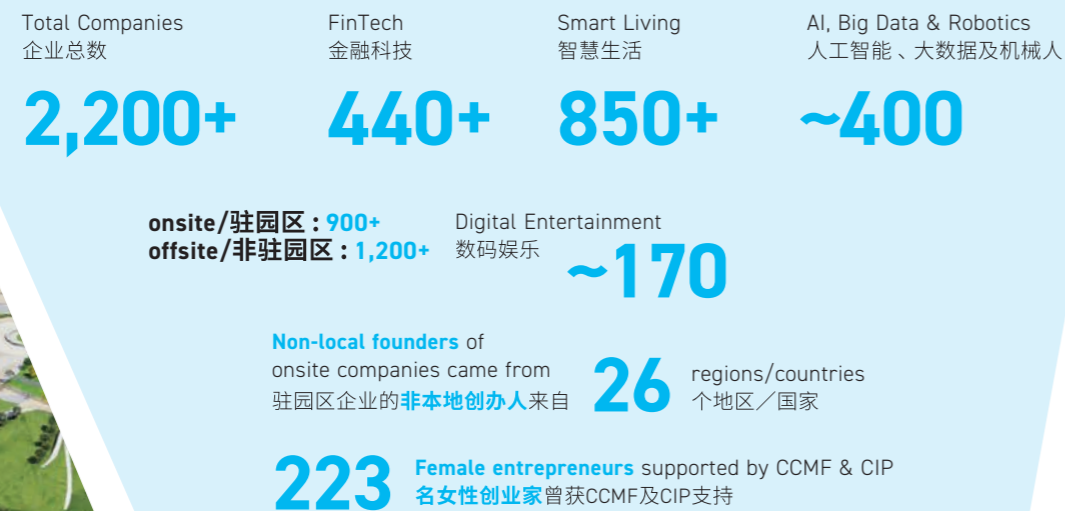 Total Companies
企业总数
2,200+
FinTech
金融科技
440+
Smart Living
智慧生活
850+
AI, Big Data & Robotics
人工智能、大数据及机械人
~400
onsite/驻园区 : 900+
offsite/非驻园区 : 1,200+
Digital Entertainment
数码娱乐
~170
Non-local founders of
onsite companies came from
驻园区企业的非本地创办人来自
26
regions/countries
个地区／国家
223
Female entrepreneurs supported by CCMF & CIP
名女性创业家曾获CCMF及CIP支持